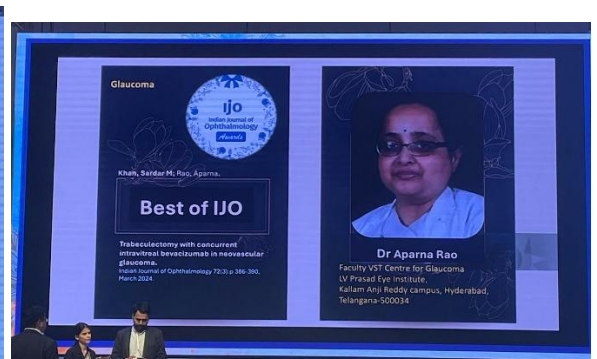 Glaucoma
ijo
Indian Journal of
Ophthalmology
Awards
Khan, Sardar M; Rao, Aparna.
Best of IJO
Trabeculectomy with concurrent
intravitreal bevacizumab in neovascular
glaucoma.
Indian Journal of Ophthalmology 72(3):p 386-390,
March 2024.
Dr Aparna Rao
Faculty VST Centre for Glaucoma
LV Prasad Eye Institute,
Kallam Anji Reddy campus, Hyderabad,
Telangana-500034